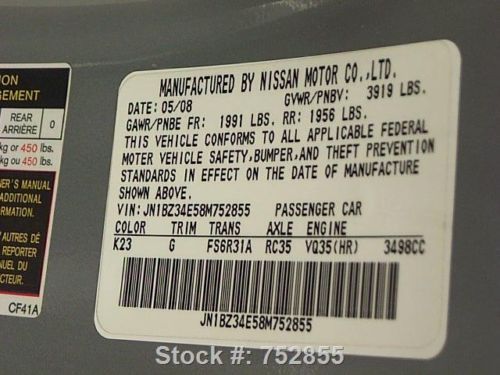 ION
GEMENT
REAR
ARRIÈRE
0
kg or 450 lbs.
kg ou 450 lbs.
ER'S MANUAL
ADDITIONAL
ORMATION.
D'AUTRES
DÉ
REPORTER
NUEL DU
DUCTEUR.
CF41A
MANUFACTURED BY NISSAN MOTOR CO.,LTD.
DATE: 05/08 GVWR/PNBV: 3919 LBS.
GAWR/PNBE FR: 1991 LBS. RR: 1956 LBS.
THIS VEHICLE CONFORMS TO ALL APPLICABLE FEDERAL
MOTOR VEHICLE SAFETY,BUMPER,AND THEFT PREVENTION
STANDARDS IN EFFECT ON THE DATE OF MANUFACTURE
SHOWN ABOVE.
VIN: JN1BZ34E58M752855 PASSENGER CAR
COLOR TRIM TRANS AXLE ENGINE
K23 G FS6R31A RC35 VQ35(HR) 3498CC
JN1BZ34E58M752855
Stock #: 752855